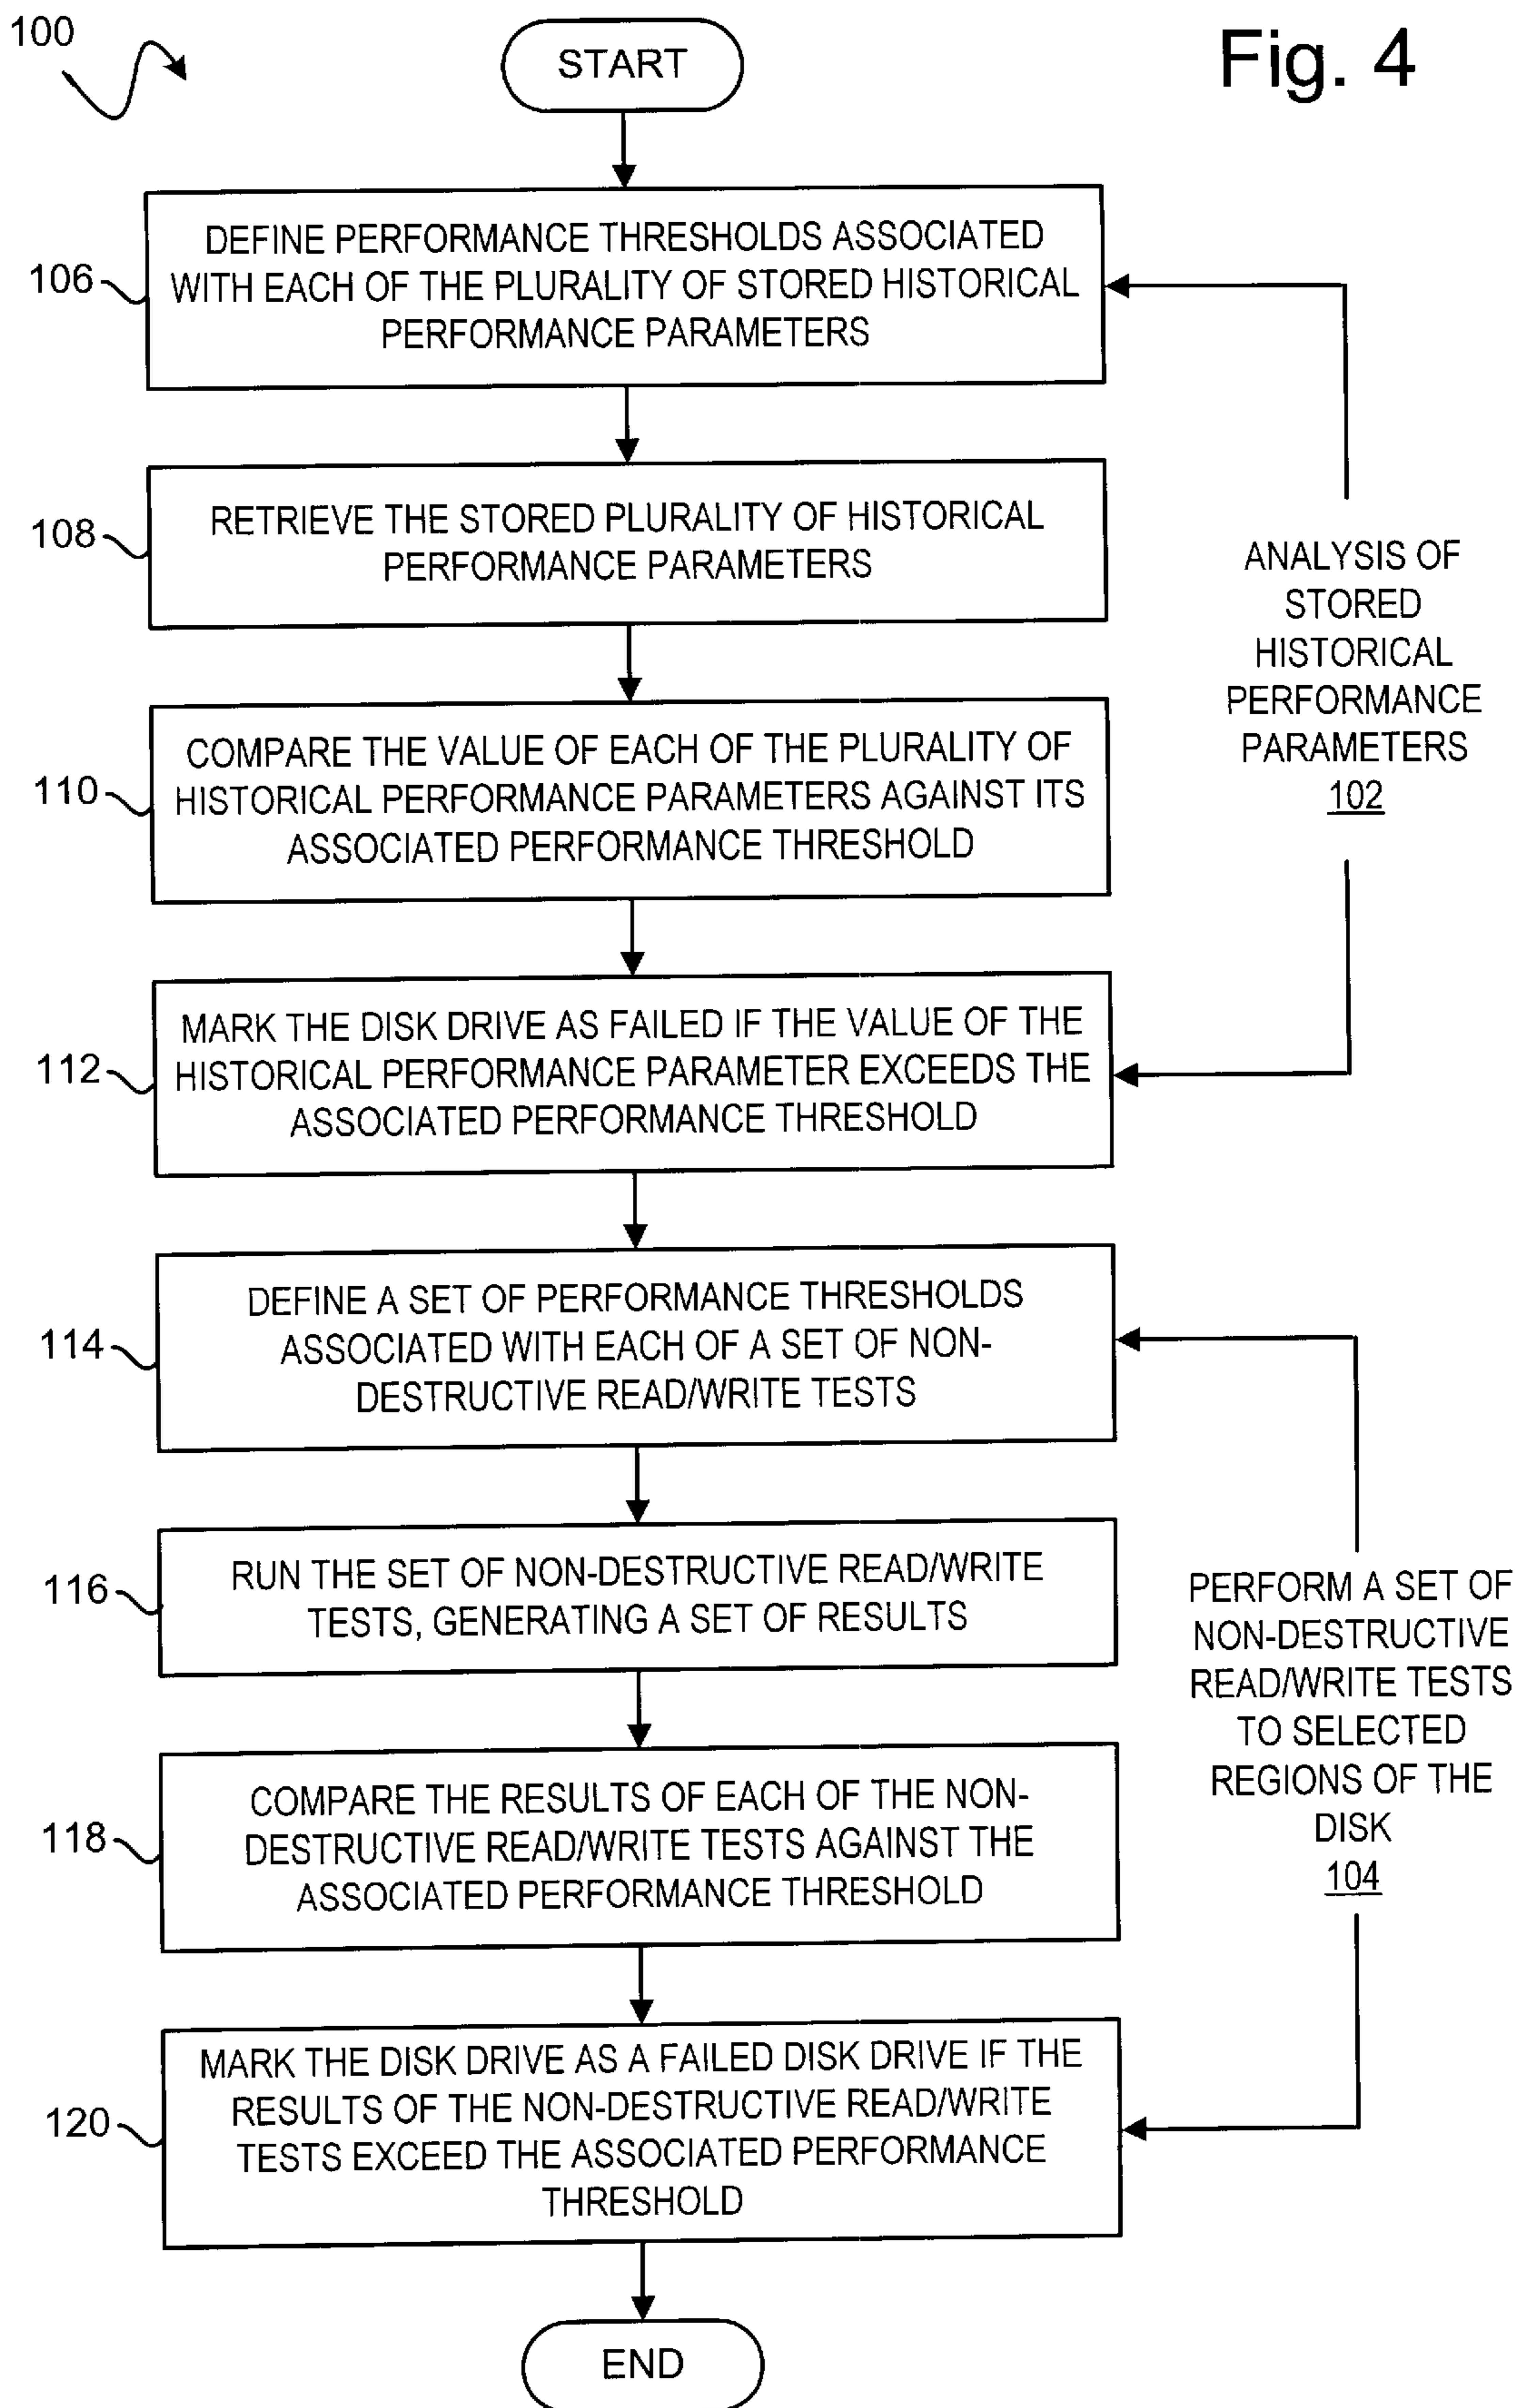 100
START
Fig. 4
106
DEFINE PERFORMANCE THRESHOLDS ASSOCIATED
WITH EACH OF THE PLURALITY OF STORED HISTORICAL
PERFORMANCE PARAMETERS
108
RETRIEVE THE STORED PLURALITY OF HISTORICAL
PERFORMANCE PARAMETERS
ANALYSIS OF
STORED
HISTORICAL
PERFORMANCE
PARAMETERS
102
110
COMPARE THE VALUE OF EACH OF THE PLURALITY OF
HISTORICAL PERFORMANCE PARAMETERS AGAINST ITS
ASSOCIATED PERFORMANCE THRESHOLD
112
MARK THE DISK DRIVE AS FAILED IF THE VALUE OF THE
HISTORICAL PERFORMANCE PARAMETER EXCEEDS THE
ASSOCIATED PERFORMANCE THRESHOLD
114
DEFINE A SET OF PERFORMANCE THRESHOLDS
ASSOCIATED WITH EACH OF A SET OF NON-
DESTRUCTIVE READ/WRITE TESTS
116
RUN THE SET OF NON-DESTRUCTIVE READ/WRITE
TESTS, GENERATING A SET OF RESULTS
PERFORM A SET OF
NON-DESTRUCTIVE
READ/WRITE TESTS
TO SELECTED
REGIONS OF THE
DISK
104
118
COMPARE THE RESULTS OF EACH OF THE NON-
DESTRUCTIVE READ/WRITE TESTS AGAINST THE
ASSOCIATED PERFORMANCE THRESHOLD
120
MARK THE DISK DRIVE AS A FAILED DISK DRIVE IF THE
RESULTS OF THE NON-DESTRUCTIVE READ/WRITE
TESTS EXCEED THE ASSOCIATED PERFORMANCE
THRESHOLD
END